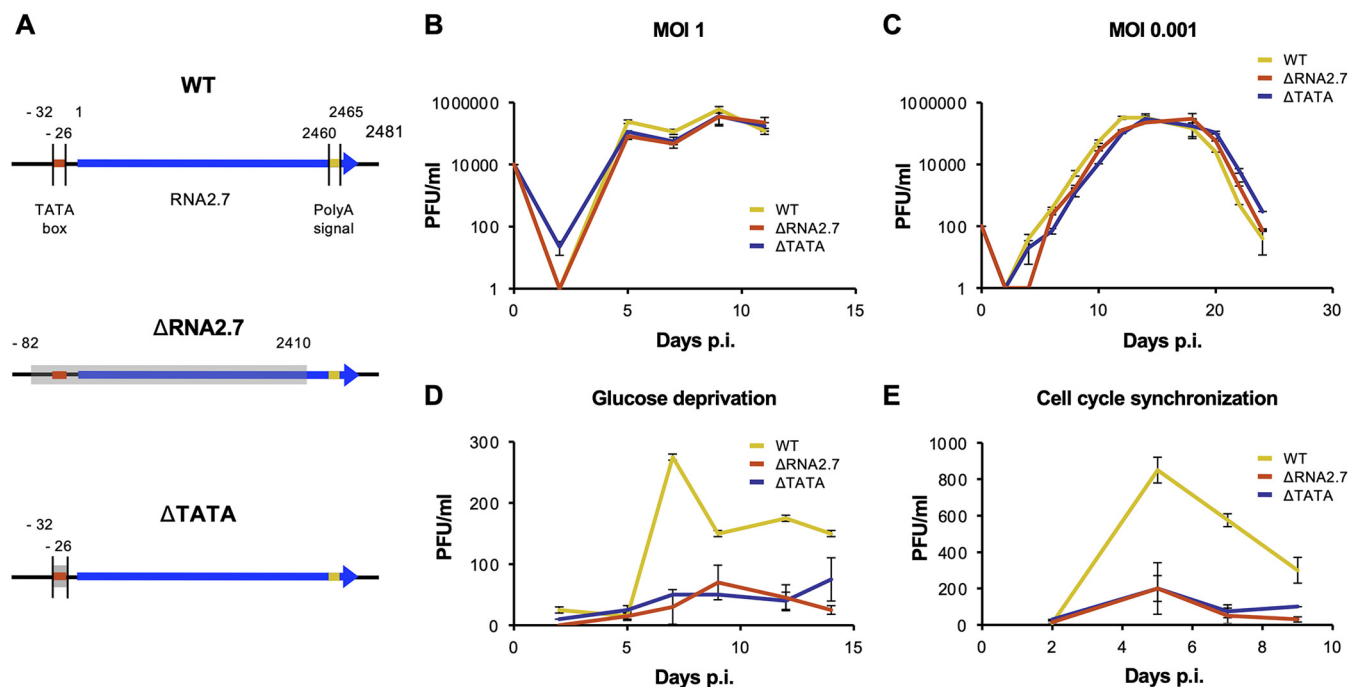 A
WT
- 32 1 2465
- 26 2460 2481
TATA box
RNA2.7
PolyA signal
ΔRNA2.7
- 82 2410
ΔTATA
- 32
- 26
B
MOI 1
1000000
10000
100
1
PFU/ml
0 5 10 15
Days p.i.
WT
ΔRNA2.7
ΔTATA
C
MOI 0.001
1000000
10000
100
1
PFU/ml
0 10 20 30
Days p.i.
WT
ΔRNA2.7
ΔTATA
D
Glucose deprivation
300
250
200
150
100
50
0
PFU/ml
0 5 10 15
Days p.i.
WT
ΔRNA2.7
ΔTATA
E
Cell cycle synchronization
1000
800
600
400
200
0
PFU/ml
0 2 4 6 8 10
Days p.i.
WT
ΔRNA2.7
ΔTATA